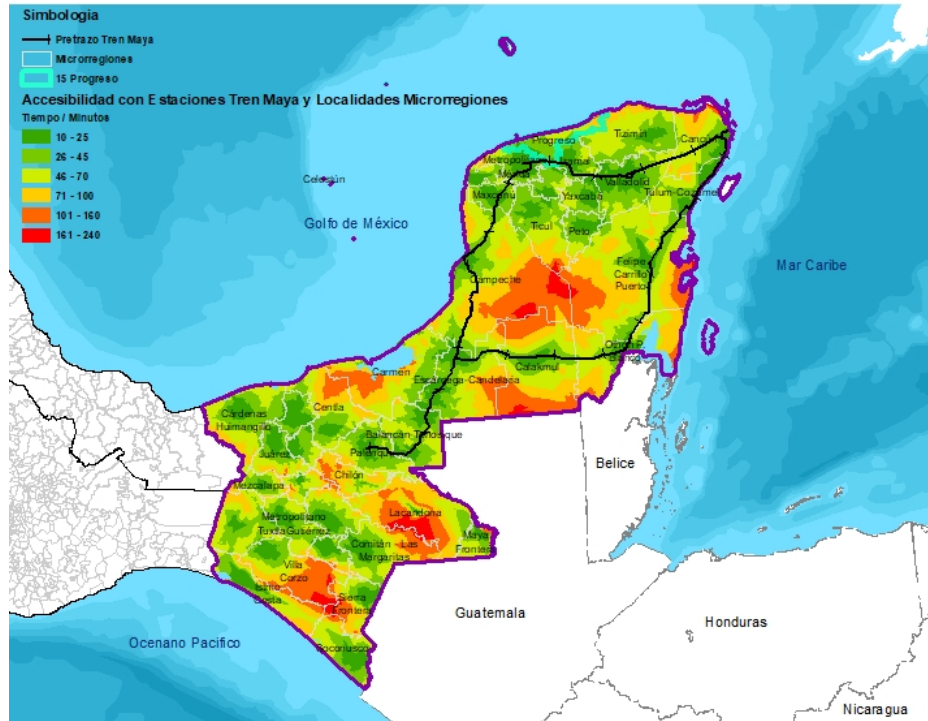 Simbologia
Pretrazo Tren Maya
Microrregiones
15 Progreso
Accesibilidad con Estaciones Tren Maya y Localidades Microrregiones
Tiempo / Minutos
10 - 25
26 - 45
46 - 70
71 - 100
101 - 160
161 - 240
Progreso
Tizimín
Cancún
Metropolitano
Mérida
Izamal
Valladolid
Celestún
Maxcanú
Yaxcabá
Tulum-Cozumel
Golfo de México
Ticul
Peto
Mar Caribe
Felipe
Carrillo
Puerto
Campeche
Othón P.
Blanco
Calakmul
Carmen
Escárcega-Candelaria
Centla
Cárdenas
Huimanguillo
Balancán-Tenosique
Juárez
Palenque
Belice
Chilón
Mezcalapa
Lacandona
Metropolitano
Tuxtla Gutiérrez
Maya
Frontera
Comitán - Las
Margaritas
Villa
Corzo
Istmo
Costa
Sierra
Frontera
Guatemala
Honduras
Ocenano Pacifico
Soconusco
Nicaragua